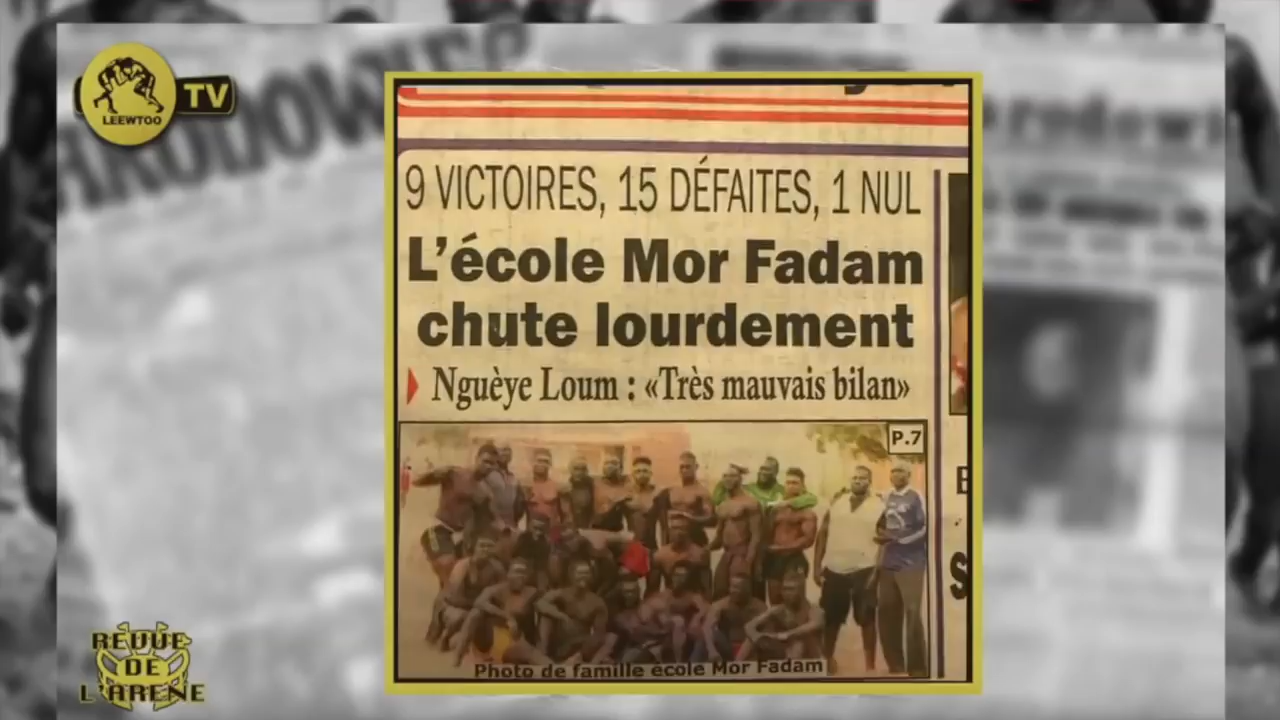 LEEWTOO
TV
9 VICTOIRES, 15 DÉFAITES, 1 NUL
L'école Mor Fadam
chute lourdement
Nguèye Loum : «Très mauvais bilan»
P.7
Photo de famille école Mor Fadam
REVUE
DE
L'ARENE